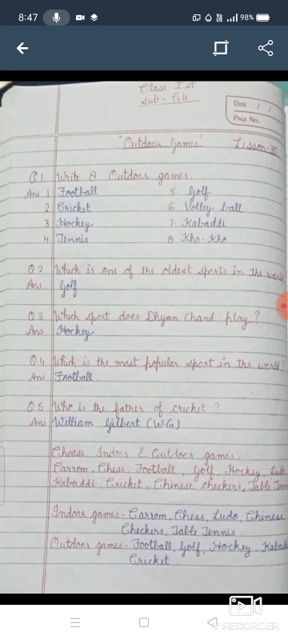 8:47
98%
Class - I st
Sub - G.k
Date / /
Page No.
"Outdoor Games" Lesson-
Q1 Write 8 Outdoor games.
Ans 1 Football 5. Golf
2 Cricket 6 Volley ball
3 Hockey 7. Kabaddi
4 Tennis 8 Kho-Kho
Q.2 Which is one of the oldest sports in the world
Ans Golf
Q 3 Which sport does Dhyan Chand play?
Ans Hockey
Q 4 Which is the most popular sport in the world?
Ans Football
Q 5 Who is the father of cricket ?
Ans William Gilbert (W.G)
Choose Indoor & Outdoor games.
Carrom, Chess, Football, golf, Hockey, Ludo
Kabaddi, Cricket, Chinese checkers, Table Tennis
Indoor games - Carrom, Chess, Ludo, Chinese
Checkers, Table Tennis.
Outdoor games - Football, Golf, Hockey, Kabaddi
Cricket.
RECORDER